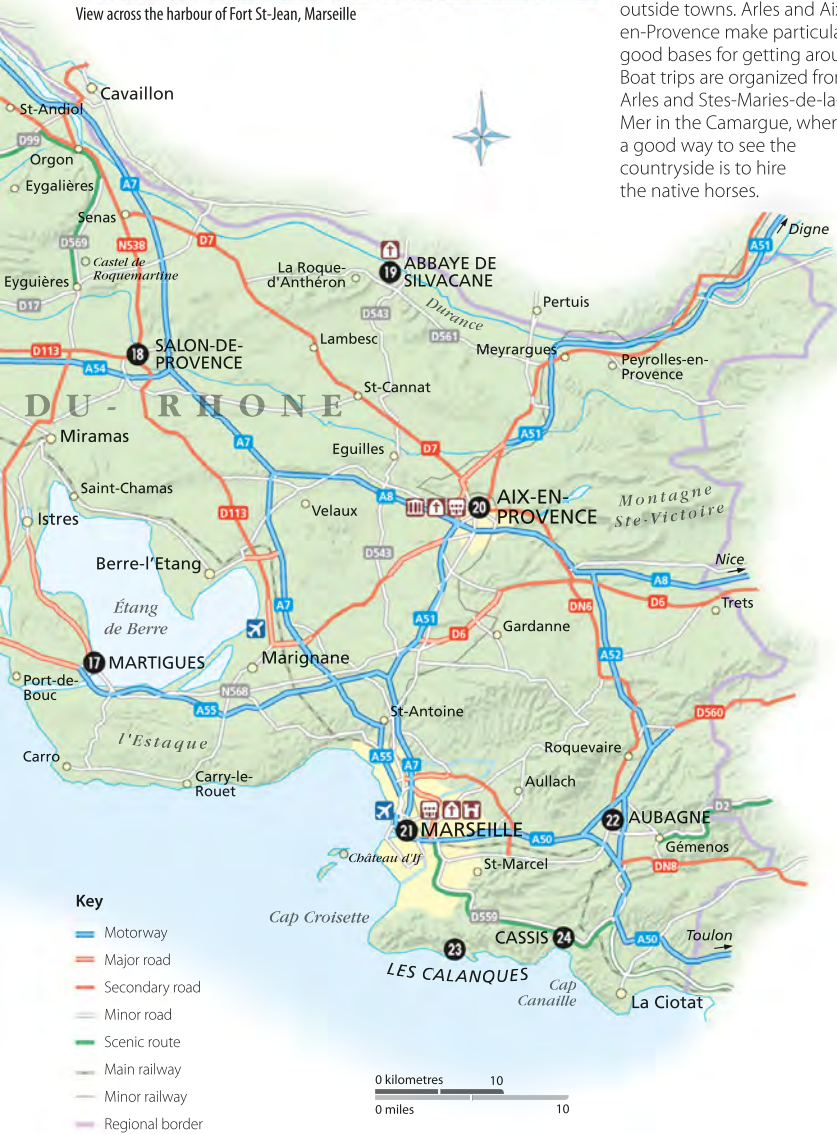 View across the harbour of Fort St-Jean, Marseille
outside towns. Arles and Aix
en-Provence make particula
good bases for getting arou
Boat trips are organized fro
Arles and Stes-Maries-de-la
Mer in the Camargue, wher
a good way to see the
countryside is to hire
the native horses.
Cavaillon
St-Andiol
D99
Orgon
A7
Eygalières
Senas
Digne
D569
N538
D7
A51
Castel de
Roquemartine
La Roque-
d'Anthéron
19
ABBAYE DE
SILVACANE
Eyguières
D17
D543
Durance
Pertuis
D561
Lambesc
Meyrargues
D113
18
SALON-DE-
PROVENCE
Peyrolles-en-
Provence
A54
St-Cannat
DU-RHONE
Miramas
A7
Eguilles
D7
A51
Saint-Chamas
A8
20
AIX-EN-
PROVENCE
Montagne
Ste-Victoire
Istres
D113
Velaux
D543
Berre-l'Etang
Nice
A8
Étang
de Berre
A7
A51
DN6
D6
Trets
D6
Gardanne
17
MARTIGUES
Marignane
A52
Port-de-
Bouc
N568
A55
St-Antoine
D560
l'Estaque
Carro
A55
A7
Roquevaire
Carry-le-
Rouet
Aullach
21
MARSEILLE
A50
22
AUBAGNE
D2
Gémenos
Château d'If
St-Marcel
DN8
Cap Croisette
D559
CASSIS
24
A50
Toulon
23
LES CALANQUES
Cap
Canaille
La Ciotat
Key
Motorway
Major road
Secondary road
Minor road
Scenic route
Main railway
Minor railway
Regional border
0 kilometres 10
0 miles 10